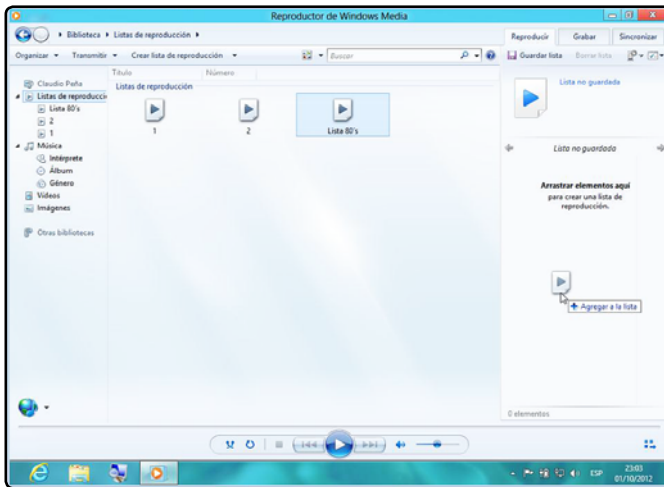 Reproductor de Windows Media
Biblioteca Listas de reproducción
Reproducir Grabar Sincronizar
Organizar Transmitir Crear lista de reproducción Buscar Guardar lista Borrar lista
Título Número
Claudio Peña
Listas de reproducci
Lista 80's
2
1
Música
Intérprete
Álbum
Género
Vídeos
Imágenes
Otras bibliotecas
Listas de reproducción
1 2 Lista 80's
Lista no guardada
Lista no guardada
Arrastrar elementos aquí
para crear una lista de
reproducción.
Agregar a la lista
0 elementos
ESP
23:03
01/10/2012